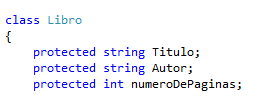 class Libro
{
protected string Titulo;
protected string Autor;
protected int numeroDePaginas;